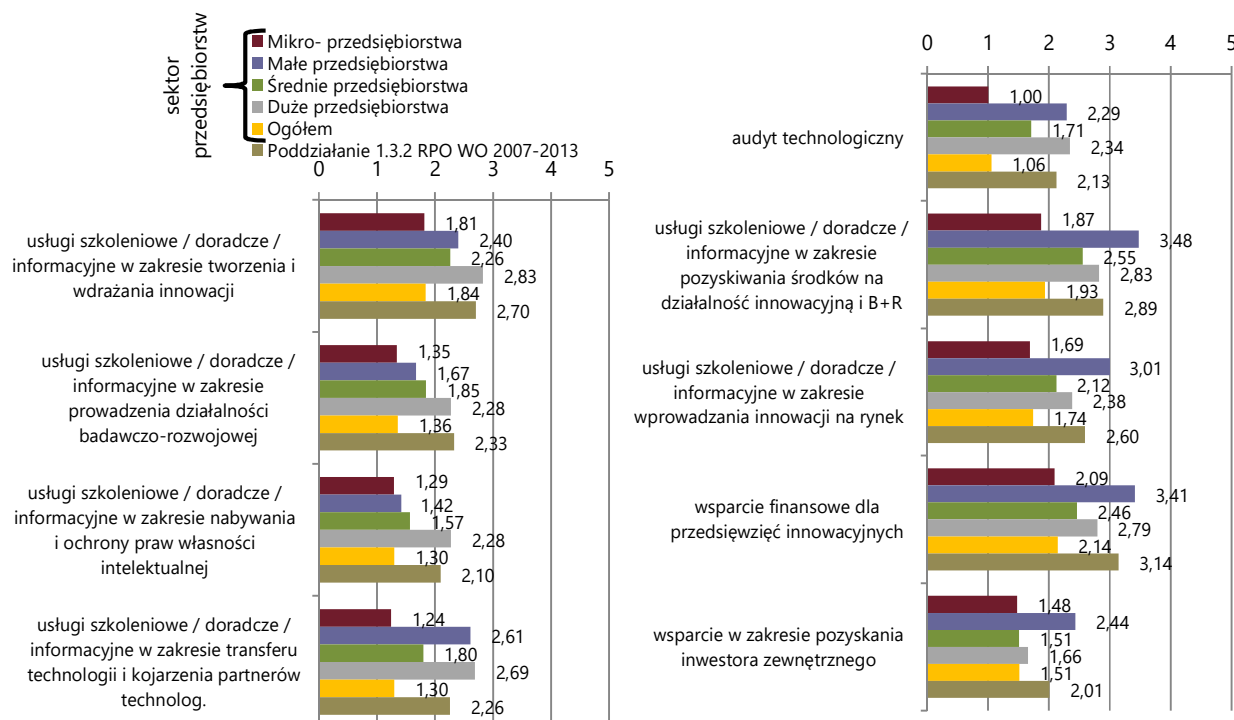 sektor
przedsiębiorstw
Mikro- przedsiębiorstwa
Małe przedsiębiorstwa
Średnie przedsiębiorstwa
Duże przedsiębiorstwa
Ogółem
Poddziałanie 1.3.2 RPO WO 2007-2013
0 1 2 3 4 5
usługi szkoleniowe / doradcze /
informacyjne w zakresie tworzenia i
wdrażania innowacji
1,81
2,40
2,26
2,83
1,84
2,70
usługi szkoleniowe / doradcze /
informacyjne w zakresie
prowadzenia działalności
badawczo-rozwojowej
1,35
1,67
1,85
2,28
1,36
2,33
usługi szkoleniowe / doradcze /
informacyjne w zakresie nabywania
i ochrony praw własności
intelektualnej
1,29
1,42
1,57
2,28
1,30
2,10
usługi szkoleniowe / doradcze /
informacyjne w zakresie transferu
technologii i kojarzenia partnerów
technolog.
1,24
2,61
1,80
2,69
1,30
2,26
0 1 2 3 4 5
audyt technologiczny
1,00
2,29
1,71
2,34
1,06
2,13
usługi szkoleniowe / doradcze /
informacyjne w zakresie
pozyskiwania środków na
działalność innowacyjną i B+R
1,87
3,48
2,55
2,83
1,93
2,89
usługi szkoleniowe / doradcze /
informacyjne w zakresie
wprowadzania innowacji na rynek
1,69
3,01
2,12
2,38
1,74
2,60
wsparcie finansowe dla
przedsięwzięć innowacyjnych
2,09
3,41
2,46
2,79
2,14
3,14
wsparcie w zakresie pozyskania
inwestora zewnętrznego
1,48
2,44
1,51
1,66
1,51
2,01